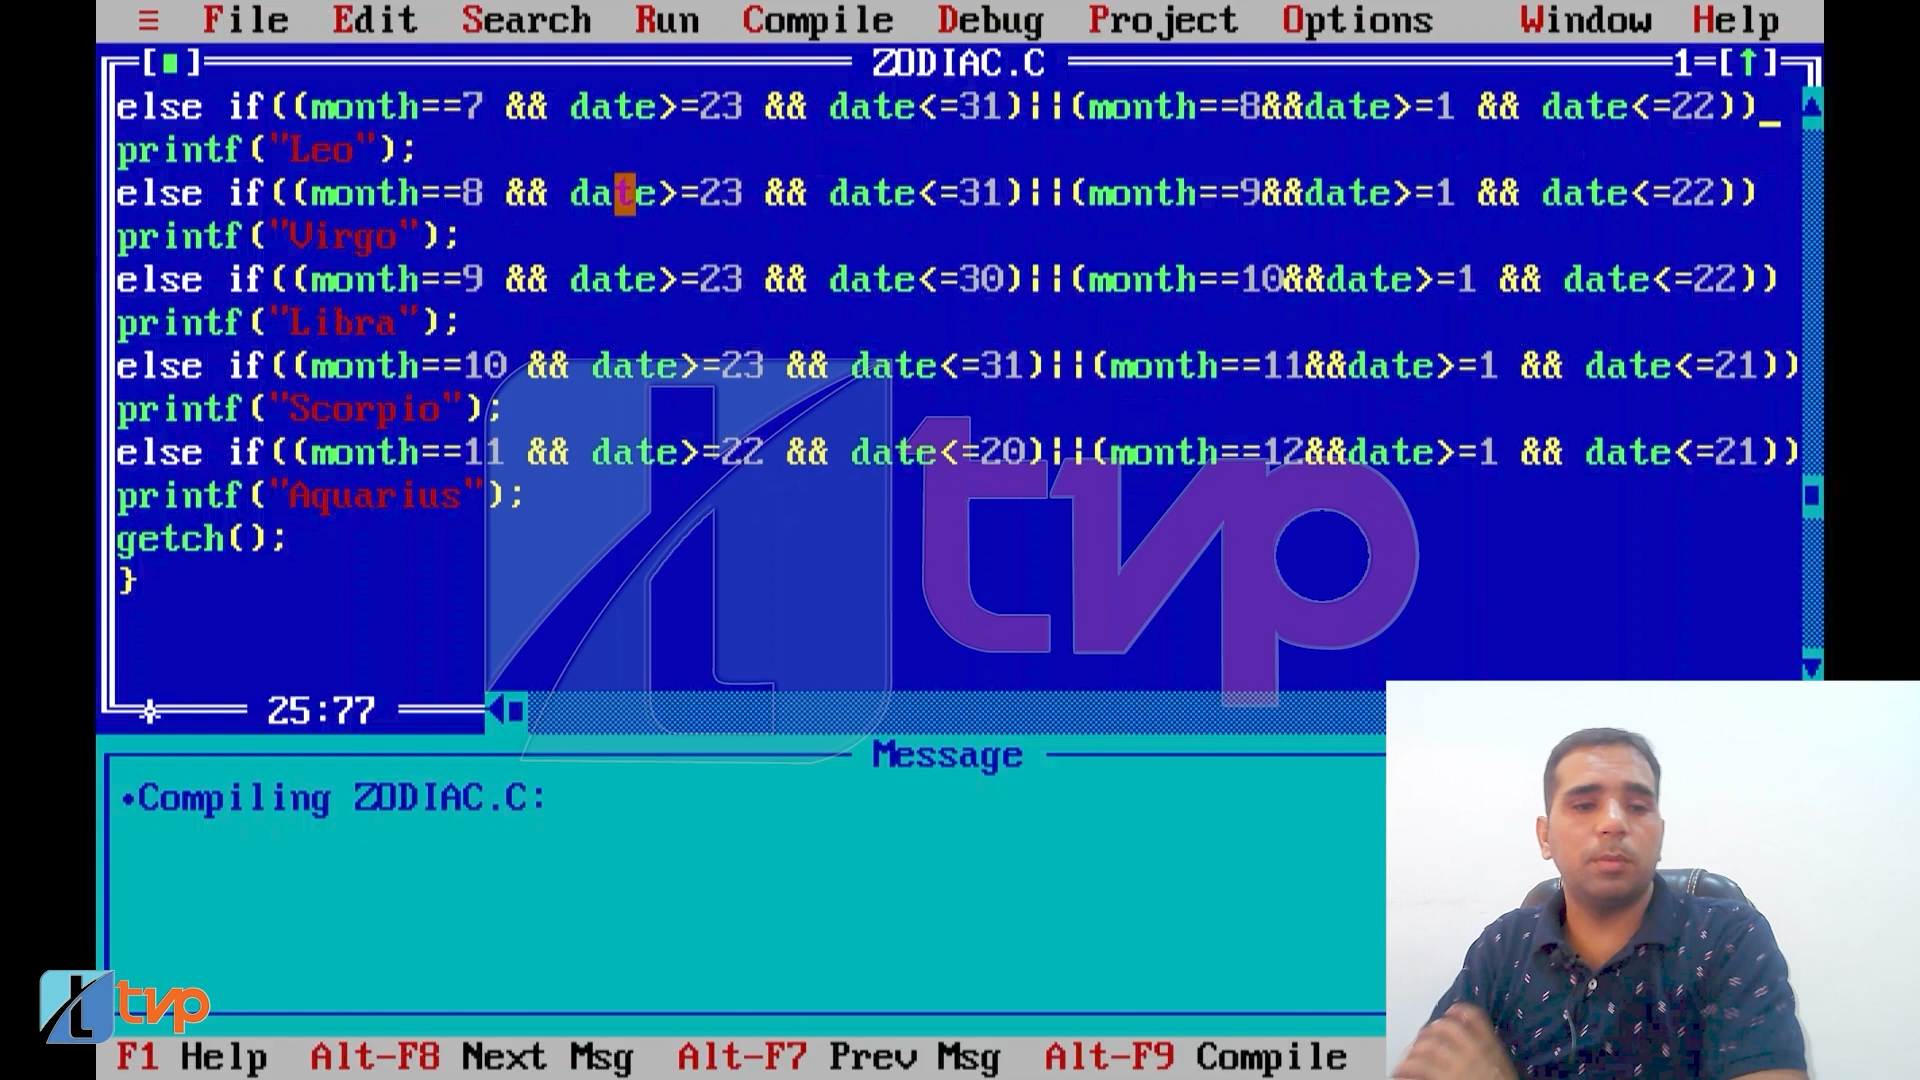 ≡ File Edit Search Run Compile Debug Project Options Window Help
[■] ZODIAC.C 1=[↑]
else if((month==7 && date>=23 && date<=31)||(month==8&&date>=1 && date<=22))_
printf("Leo");
else if((month==8 && date>=23 && date<=31)||(month==9&&date>=1 && date<=22))
printf("Virgo");
else if((month==9 && date>=23 && date<=30)||(month==10&&date>=1 && date<=22))
printf("Libra");
else if((month==10 && date>=23 && date<=31)||(month==11&&date>=1 && date<=21))
printf("Scorpio");
else if((month==11 && date>=22 && date<=20)||(month==12&&date>=1 && date<=21))
printf("Aquarius");
getch();
}
tvp
25:77
Message
•Compiling ZODIAC.C:
tvp
F1 Help Alt-F8 Next Msg Alt-F7 Prev Msg Alt-F9 Compile